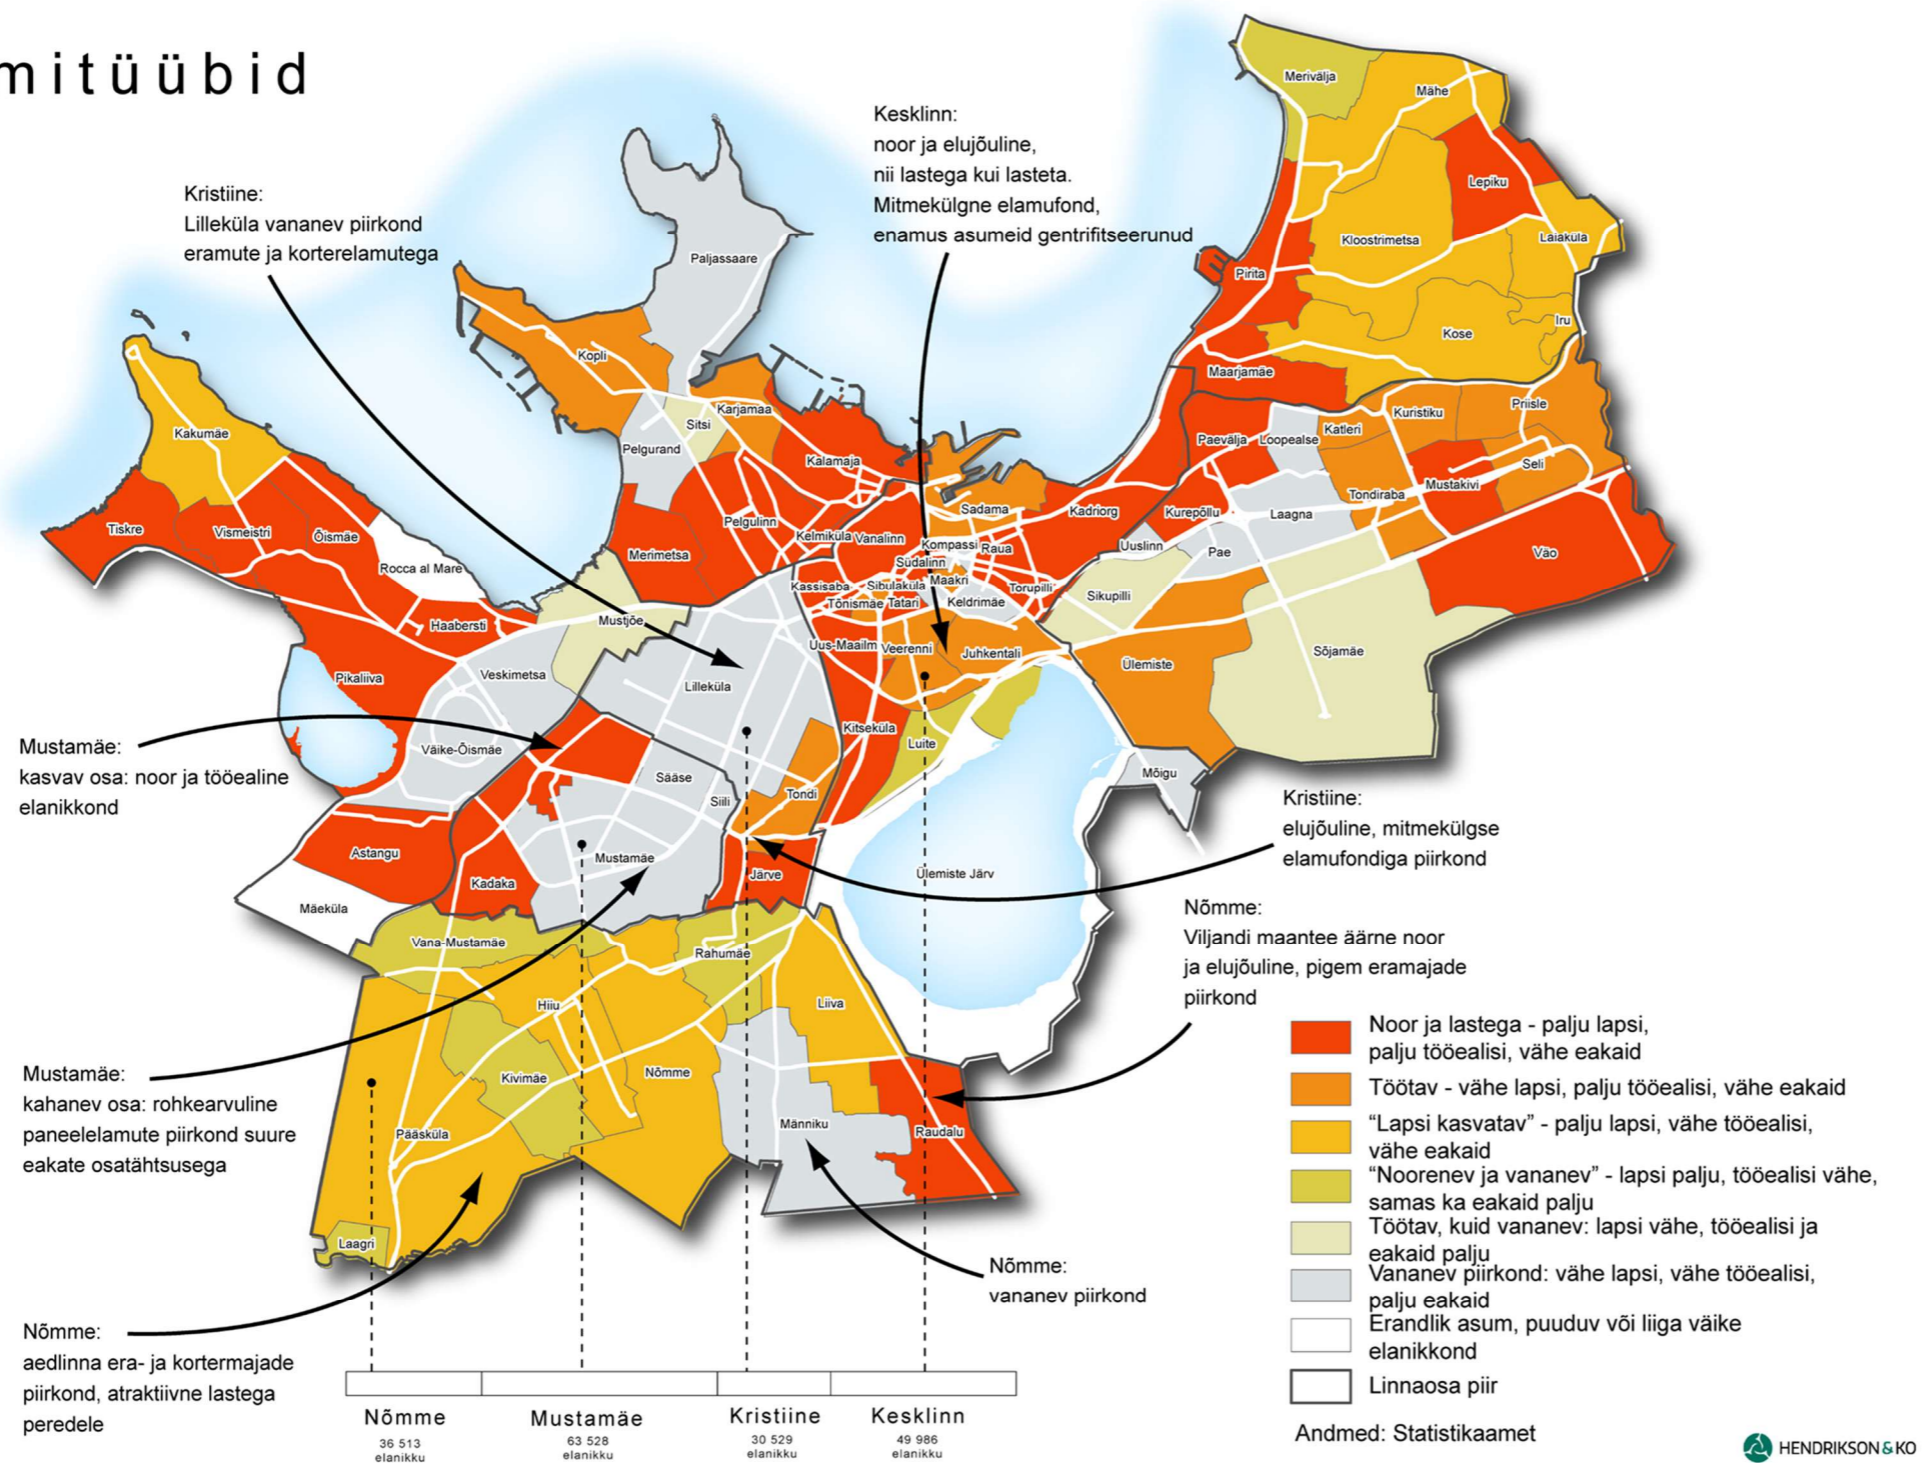 mitüübid
Kristiine:
Lilleküla vananev piirkond
eramute ja korterelamutega
Kesklinn:
noor ja elujõuline,
nii lastega kui lasteta.
Mitmekülgne elamufond,
enamus asumeid gentrifitseerunud
Merivälja
Mähe
Lepiku
Kloostrimetsa
Laiaküla
Pirita
Iru
Kose
Maarjamäe
Paljassaare
Kopli
Karjamaa
Sitsi
Pelgurand
Kalamaja
Kakumäe
Tiskre
Vismeistri
Õismäe
Rocca al Mare
Haabersti
Pikaliiva
Veskimetsa
Väike-Õismäe
Mustjõe
Merimetsa
Pelgulinn
Kelmiküla
Vanalinn
Kompassi
Raua
Südalinn
Sadama
Kadriorg
Kassisaba
Sibulaküla
Maakri
Tõnismäe
Tatari
Keldrimäe
Torupilli
Uus-Maailm
Veerenni
Juhkentali
Kitseküla
Luite
Paevälja
Loopealse
Katleri
Kuristiku
Priisle
Seli
Mustakivi
Tondiraba
Laagna
Kurepõllu
Uuslinn
Pae
Sikupilli
Väo
Sõjamäe
Ülemiste
Mõigu
Ülemiste Järv
Lilleküla
Sääse
Siili
Tondi
Mustamäe
Järve
Kadaka
Astangu
Mäeküla
Vana-Mustamäe
Rahumäe
Hiiu
Liiva
Kivimäe
Nõmme
Pääsküla
Männiku
Raudalu
Laagri
Mustamäe:
kasvav osa: noor ja tööealine
elanikkond
Kristiine:
elujõuline, mitmekülgse
elamufondiga piirkond
Nõmme:
Viljandi maantee äärne noor
ja elujõuline, pigem eramajade
piirkond
Mustamäe:
kahanev osa: rohkearvuline
paneelelamute piirkond suure
eakate osatähtsusega
Nõmme:
vananev piirkond
Nõmme:
aedlinna era- ja kortermajade
piirkond, atraktiivne lastega
peredele
Noor ja lastega - palju lapsi,
palju tööealisi, vähe eakaid
Töötav - vähe lapsi, palju tööealisi, vähe eakaid
“Lapsi kasvatav” - palju lapsi, vähe tööealisi,
vähe eakaid
“Noorenev ja vananev” - lapsi palju, tööealisi vähe,
samas ka eakaid palju
Töötav, kuid vananev: lapsi vähe, tööealisi ja
eakaid palju
Vananev piirkond: vähe lapsi, vähe tööealisi,
palju eakaid
Erandlik asum, puuduv või liiga väike
elanikkond
Linnaosa piir
Andmed: Statistikaamet
Nõmme
36 513
elanikku
Mustamäe
63 528
elanikku
Kristiine
30 529
elanikku
Kesklinn
49 986
elanikku
HENDRIKSON & KO